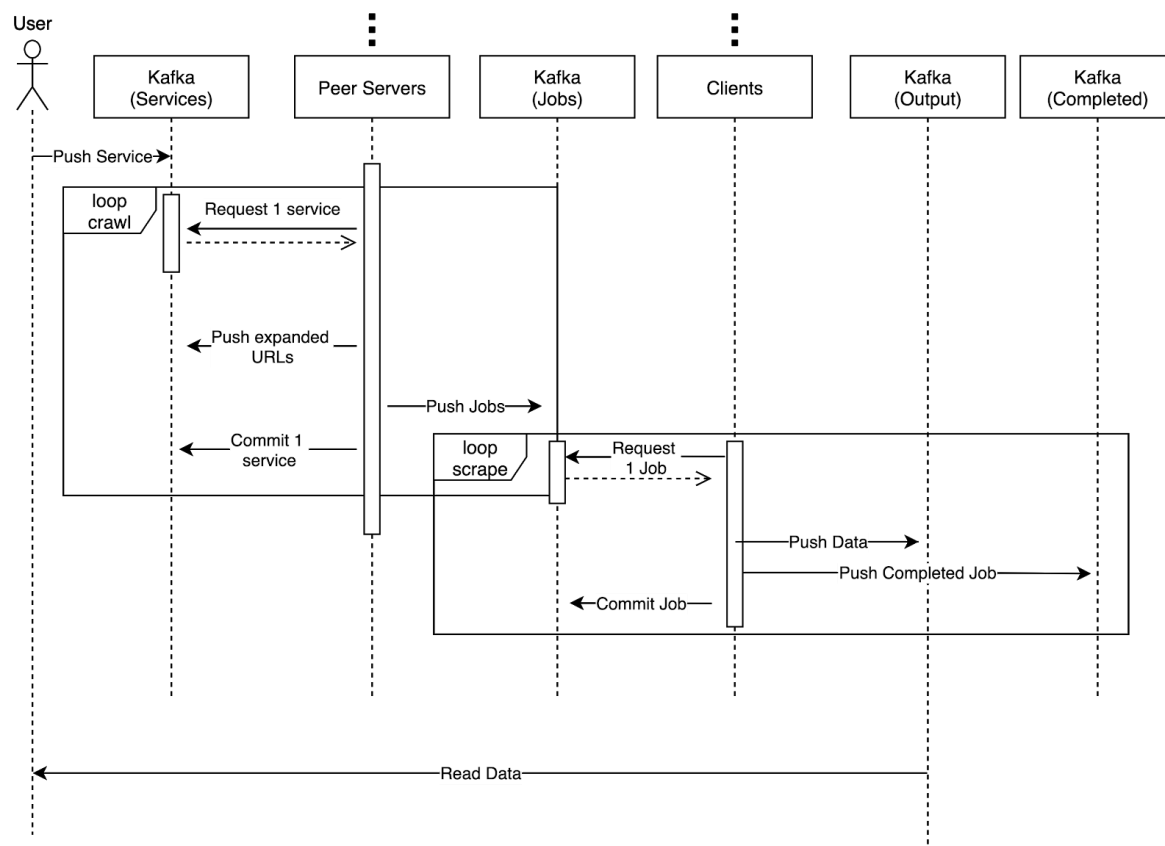 User
Kafka
(Services)
Peer Servers
Kafka
(Jobs)
Clients
Kafka
(Output)
Kafka
(Completed)
Push Service
loop
crawl
Request 1 service
Push expanded
URLs
Push Jobs
Commit 1
service
loop
scrape
Request
1 Job
Push Data
Push Completed Job
Commit Job
Read Data